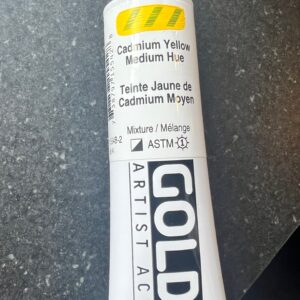 Cadmium Yellow
Medium Hue
Teinte Jaune de
Cadmium Moyen
Mixture / Mélange
ASTM I
GOLD
ARTIST AC